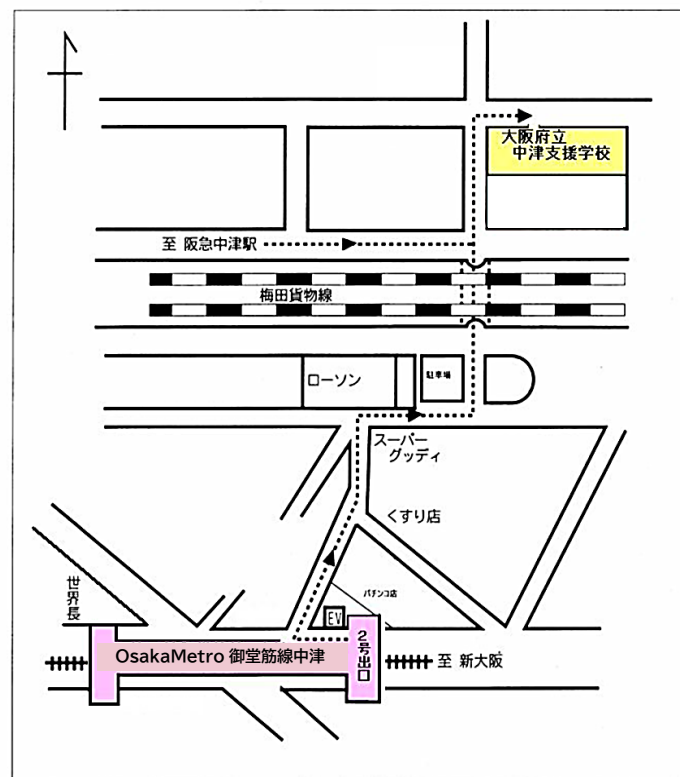 大阪府立
中津支援学校
至 阪急中津駅
梅田貨物線
ローソン
駐車場
スーパー
グッディ
くすり店
パチンコ店
世界長
EV
OsakaMetro 御堂筋線中津
2号出口
至 新大阪